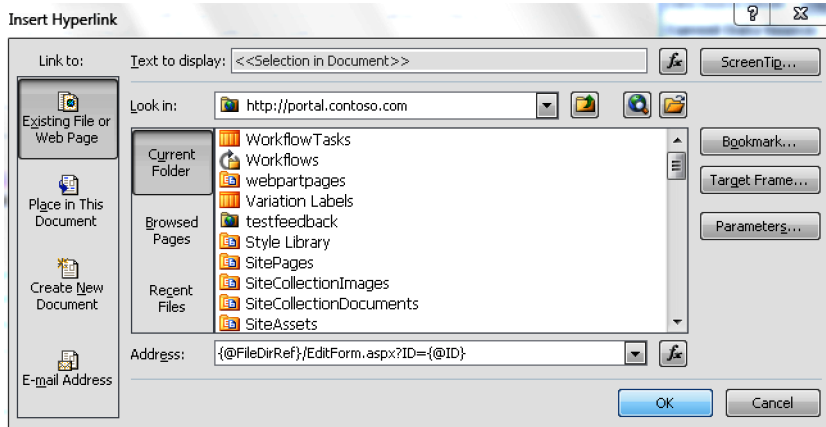 Insert Hyperlink
Link to:
Text to display: <<Selection in Document>>
ScreenTip...
Existing File or
Web Page
Look in: http://portal.contoso.com
Current
Folder
WorkflowTasks
Workflows
webpartpages
Variation Labels
testfeedback
Style Library
SitePages
SiteCollectionImages
SiteCollectionDocuments
SiteAssets
Bookmark...
Target Frame...
Parameters...
Place in This
Document
Browsed
Pages
Create New
Document
Recent
Files
E-mail Address
Address: {@FileDirRef}/EditForm.aspx?ID={@ID}
OK
Cancel